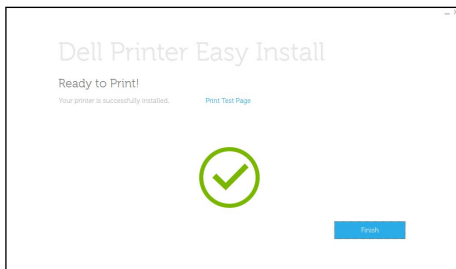 Dell Printer Easy Install
Ready to Print!
Your printer is successfully installed. Print Test Page
Finish